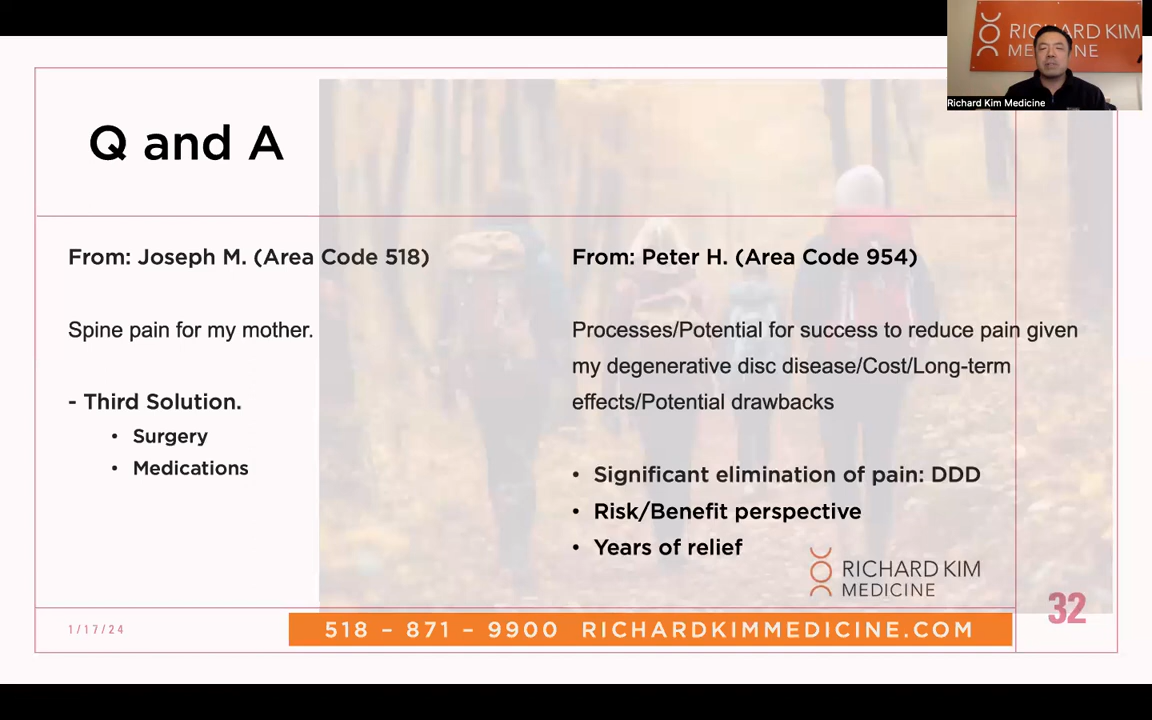 RICHARD KIM
MEDICINE
Richard Kim Medicine
Q and A
From: Joseph M. (Area Code 518)
Spine pain for my mother.
- Third Solution.
• Surgery
• Medications
From: Peter H. (Area Code 954)
Processes/Potential for success to reduce pain given
my degenerative disc disease/Cost/Long-term
effects/Potential drawbacks
• Significant elimination of pain: DDD
• Risk/Benefit perspective
• Years of relief
RICHARD KIM
MEDICINE
32
1/17/24
518 – 871 – 9900 RICHARDKIMMEDICINE.COM